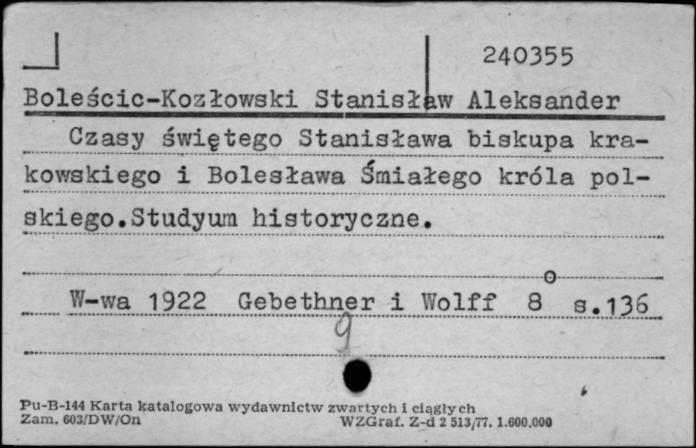 240355
Boleścic-Kozłowski Stanisław Aleksander
Czasy świętego Stanisława biskupa kra-
kowskiego i Bolesława Śmiałego króla pol-
skiego.Studyum historyczne.
W-wa 1922 Gebethner i Wolff 8° s.136
9
Pu-B-144 Karta katalogowa wydawnictw zwartych i ciągłych
Zam. 603/DW/On WZGraf. Z-d 2 513/77. 1.600.000